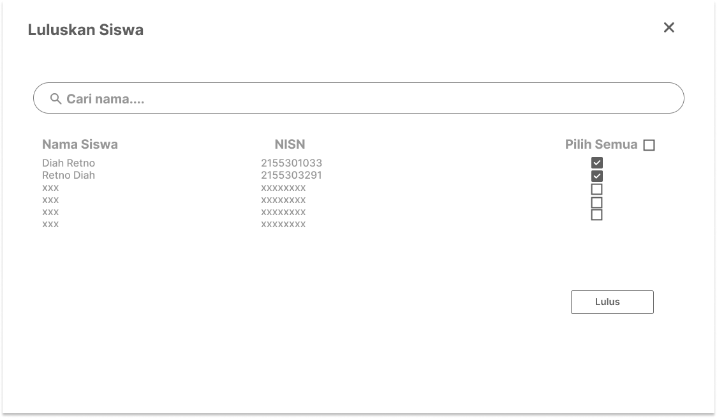 Luluskan Siswa
Cari nama....
Nama Siswa NISN Pilih Semua
Diah Retno 2155301033
Retno Diah 2155303291
xxx xxxxxxxx
xxx xxxxxxxx
xxx xxxxxxxx
xxx xxxxxxxx
Lulus